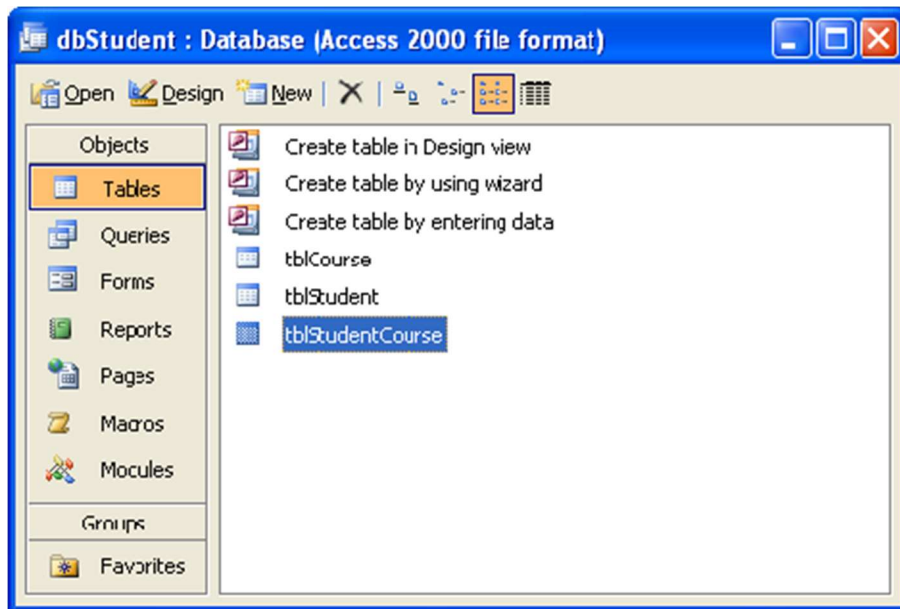 dbStudent : Database (Access 2000 file format)
Open Design New
Objects
Tables
Queries
Forms
Reports
Pages
Macros
Modules
Groups
Favorites
Create table in Design view
Create table by using wizard
Create table by entering data
tblCourse
tblStudent
tblStudentCourse